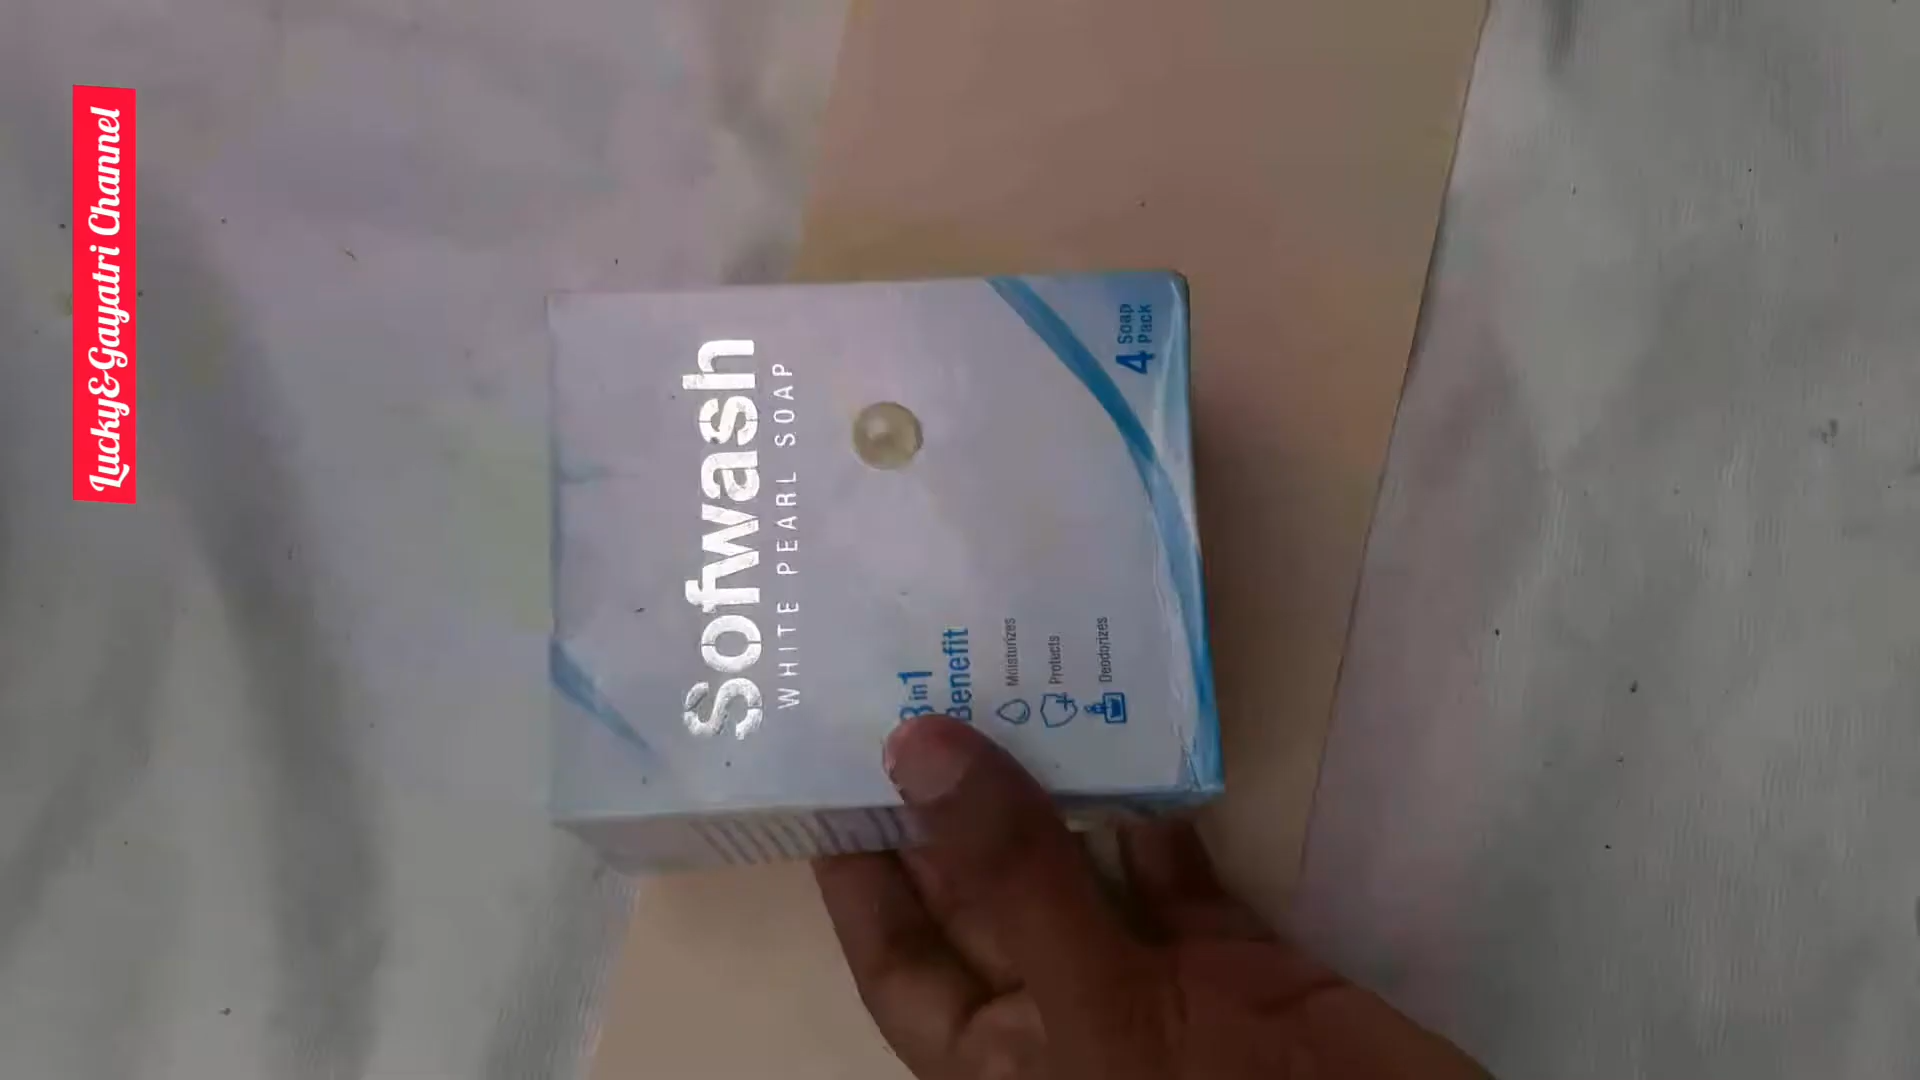 Lucky&Gayatri Channel
Sofwash
WHITE PEARL SOAP
3 in 1
Benefit
Moisturizes
Protects
Deodorizes
4 Soap
Pack